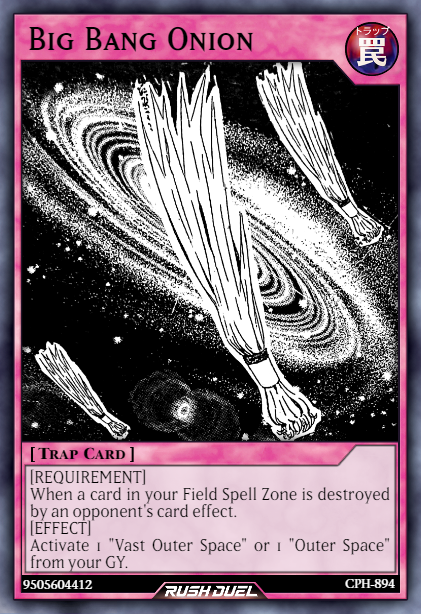 Big Bang Onion
トラップ
罠
[ Trap Card ]
[REQUIREMENT]
When a card in your Field Spell Zone is destroyed
by an opponent's card effect.
[EFFECT]
Activate 1 "Vast Outer Space" or 1 "Outer Space"
from your GY.
9505604412
RUSH DUEL
CPH-894